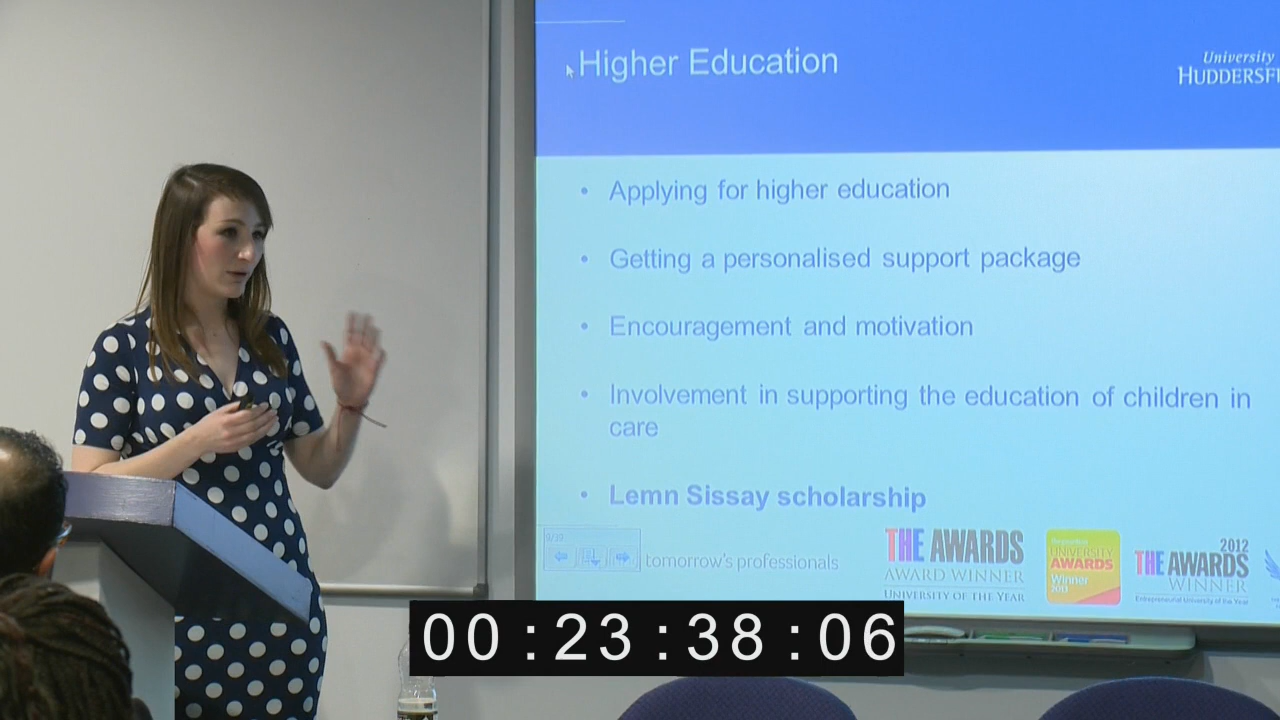 Higher Education
University
HUDDERSFI
• Applying for higher education
• Getting a personalised support package
• Encouragement and motivation
• Involvement in supporting the education of children in
care
• Lemn Sissay scholarship
tomorrow's professionals
THE AWARDS
AWARD WINNER
UNIVERSITY OF THE YEAR
UNIVERSITY
AWARDS
Winner
2012
THE AWARDS
WINNER
Entrepreneurial University of the Year
00:23:38:06